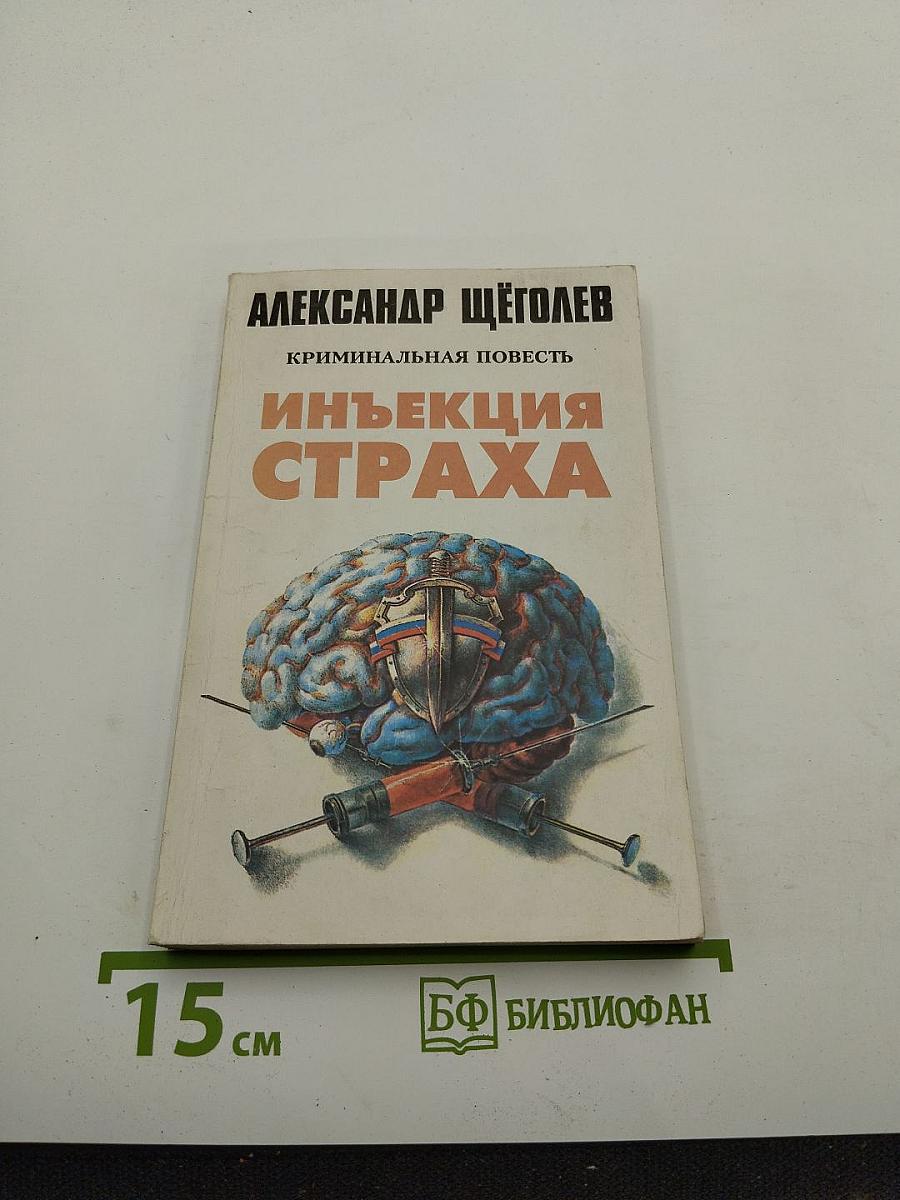 АЛЕКСАНДР ЩЁГОЛЕВ
КРИМИНАЛЬНАЯ ПОВЕСТЬ
ИНЪЕКЦИЯ
СТРАХА
15 см
БФ БИБЛИОФАН